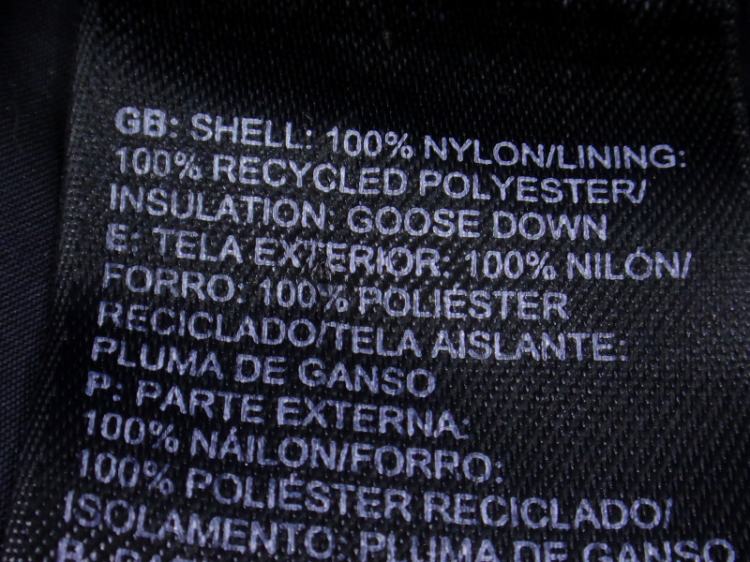 GB: SHELL: 100% NYLON/LINING:
100% RECYCLED POLYESTER/
INSULATION: GOOSE DOWN
E: TELA EXTERIOR: 100% NILÓN/
FORRO: 100% POLIÉSTER
RECICLADO/TELA AISLANTE:
PLUMA DE GANSO
P: PARTE EXTERNA:
100% NÁILON/FORRO:
100% POLIÉSTER RECICLADO/
ISOLAMENTO: PLUMA DE GANSO